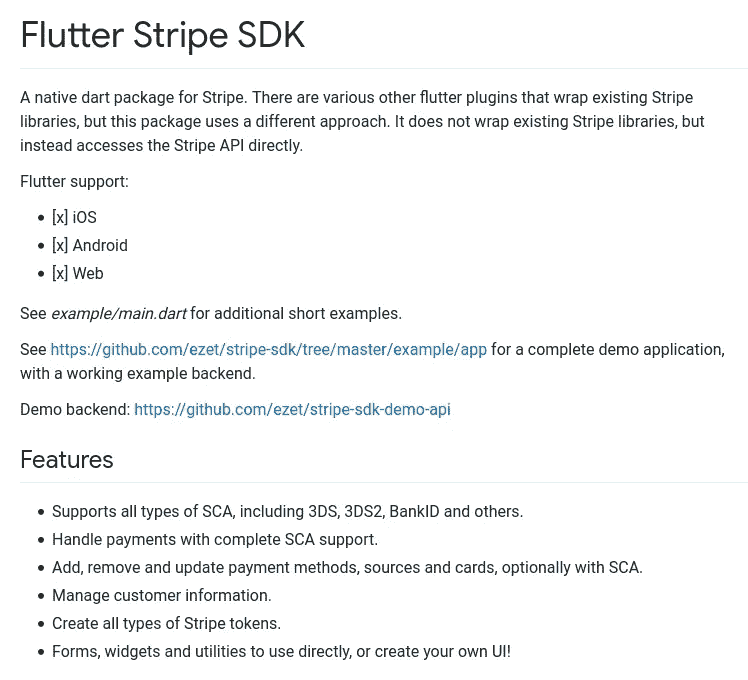 Flutter Stripe SDK
A native dart package for Stripe. There are various other flutter plugins that wrap existing Stripe
libraries, but this package uses a different approach. It does not wrap existing Stripe libraries, but
instead accesses the Stripe API directly.
Flutter support:
• [x] iOS
• [x] Android
• [x] Web
See example/main.dart for additional short examples.
See https://github.com/ezet/stripe-sdk/tree/master/example/app for a complete demo application,
with a working example backend.
Demo backend: https://github.com/ezet/stripe-sdk-demo-api
Features
• Supports all types of SCA, including 3DS, 3DS2, BankID and others.
• Handle payments with complete SCA support.
• Add, remove and update payment methods, sources and cards, optionally with SCA.
• Manage customer information.
• Create all types of Stripe tokens.
• Forms, widgets and utilities to use directly, or create your own UI!